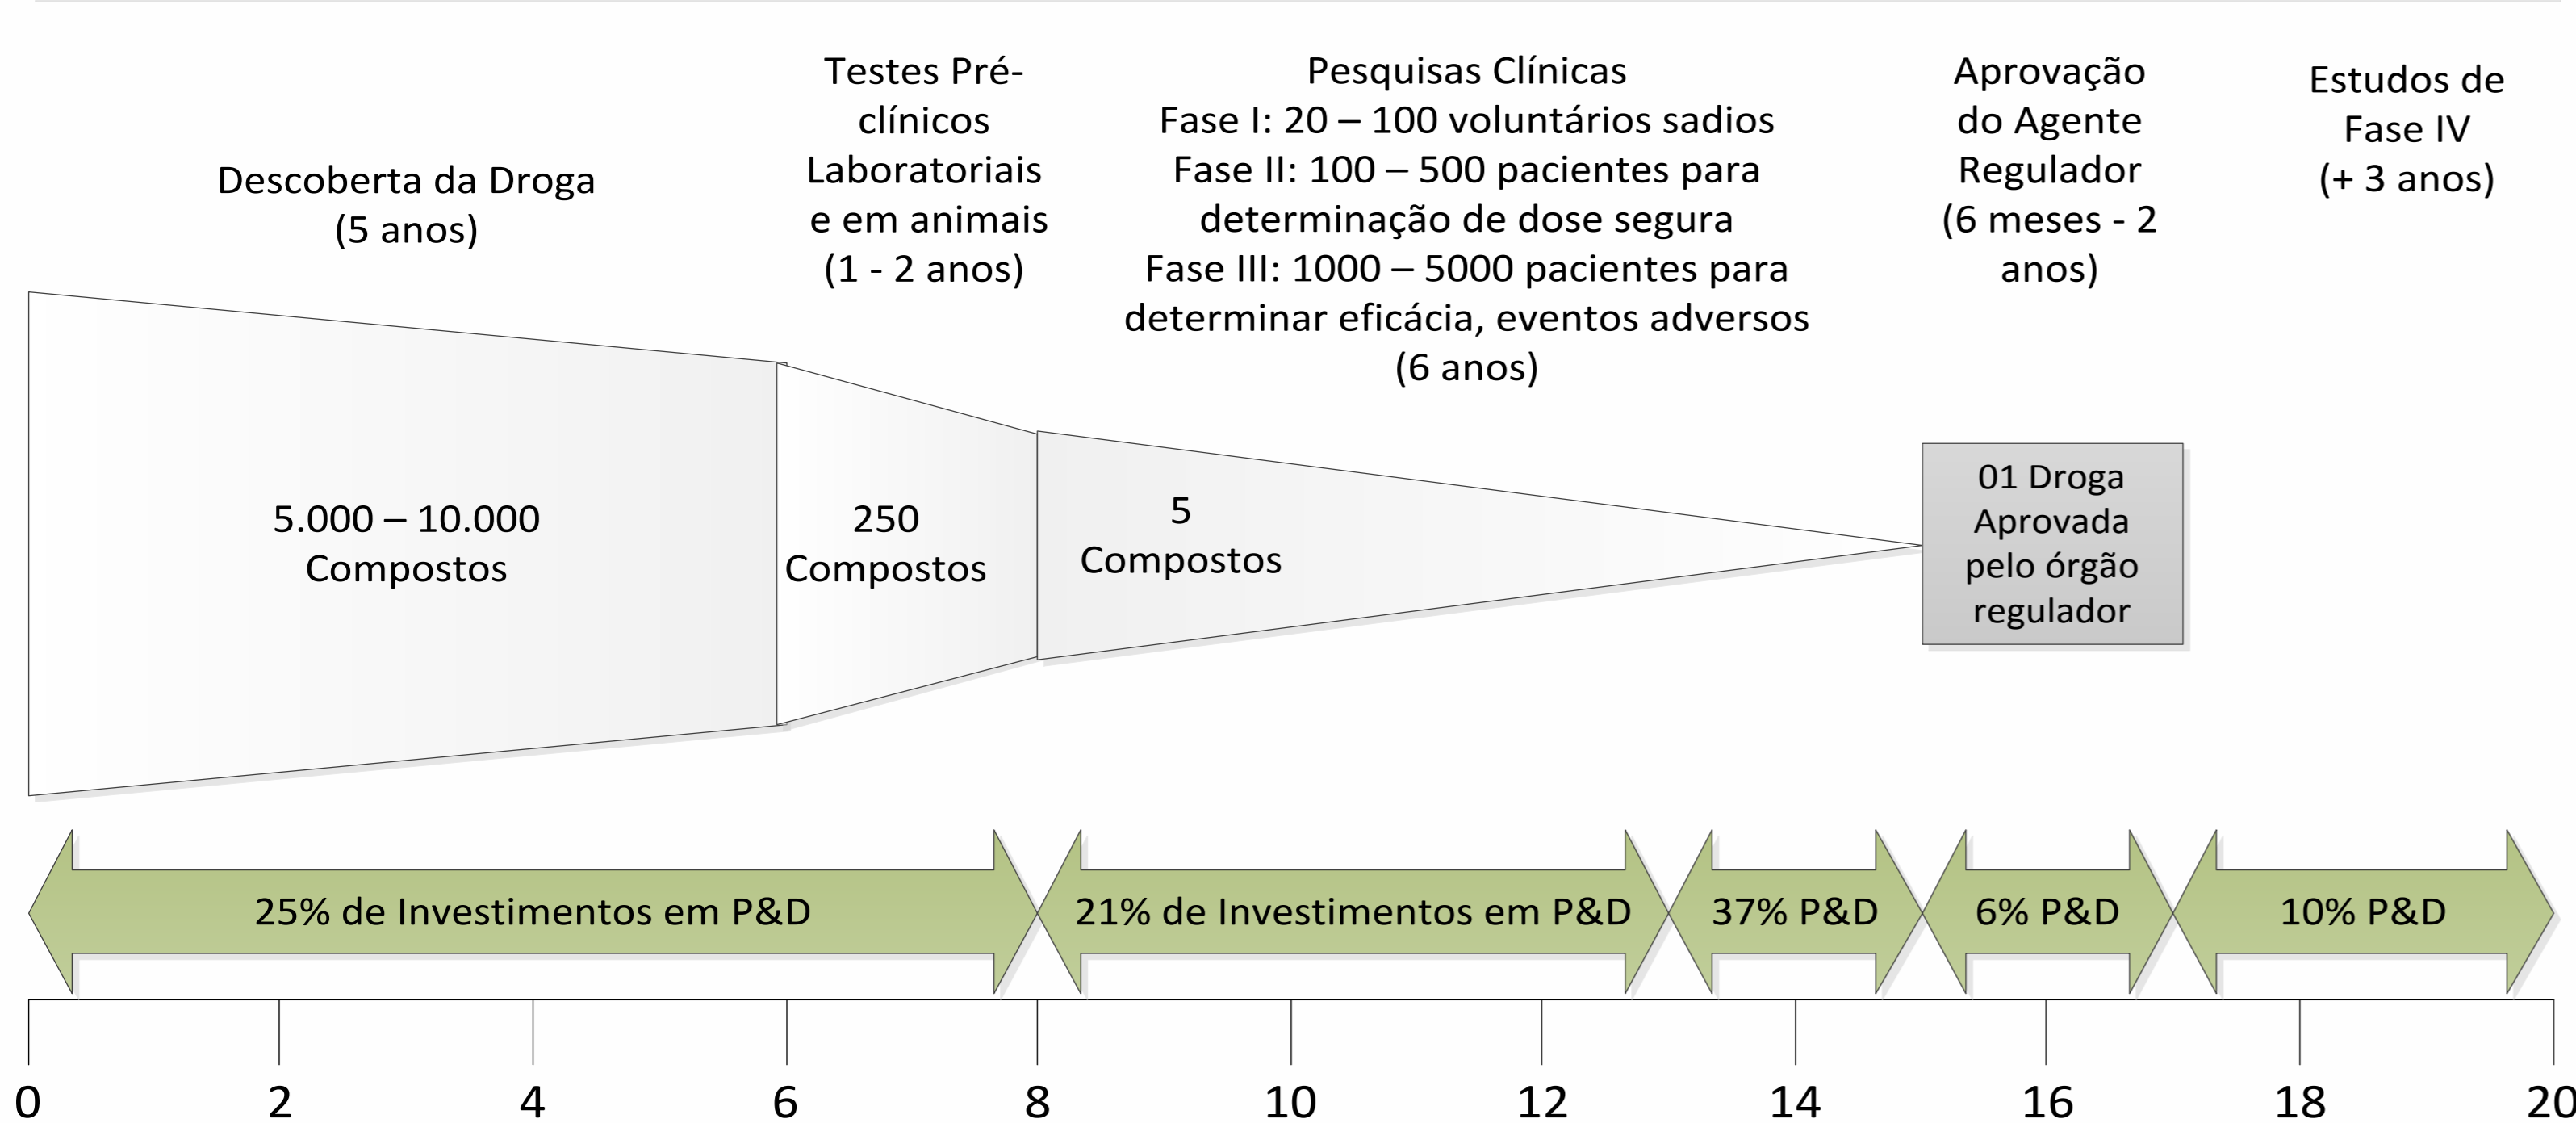 Descoberta da Droga
(5 anos)
Testes Pré-
clínicos
Laboratoriais
e em animais
(1 - 2 anos)
Pesquisas Clínicas
Fase I: 20 – 100 voluntários sadios
Fase II: 100 – 500 pacientes para
determinação de dose segura
Fase III: 1000 – 5000 pacientes para
determinar eficácia, eventos adversos
(6 anos)
Aprovação
do Agente
Regulador
(6 meses - 2
anos)
Estudos de
Fase IV
(+ 3 anos)
5.000 – 10.000
Compostos
250
Compostos
5
Compostos
01 Droga
Aprovada
pelo órgão
regulador
25% de Investimentos em P&D
21% de Investimentos em P&D
37% P&D
6% P&D
10% P&D
0 2 4 6 8 10 12 14 16 18 20